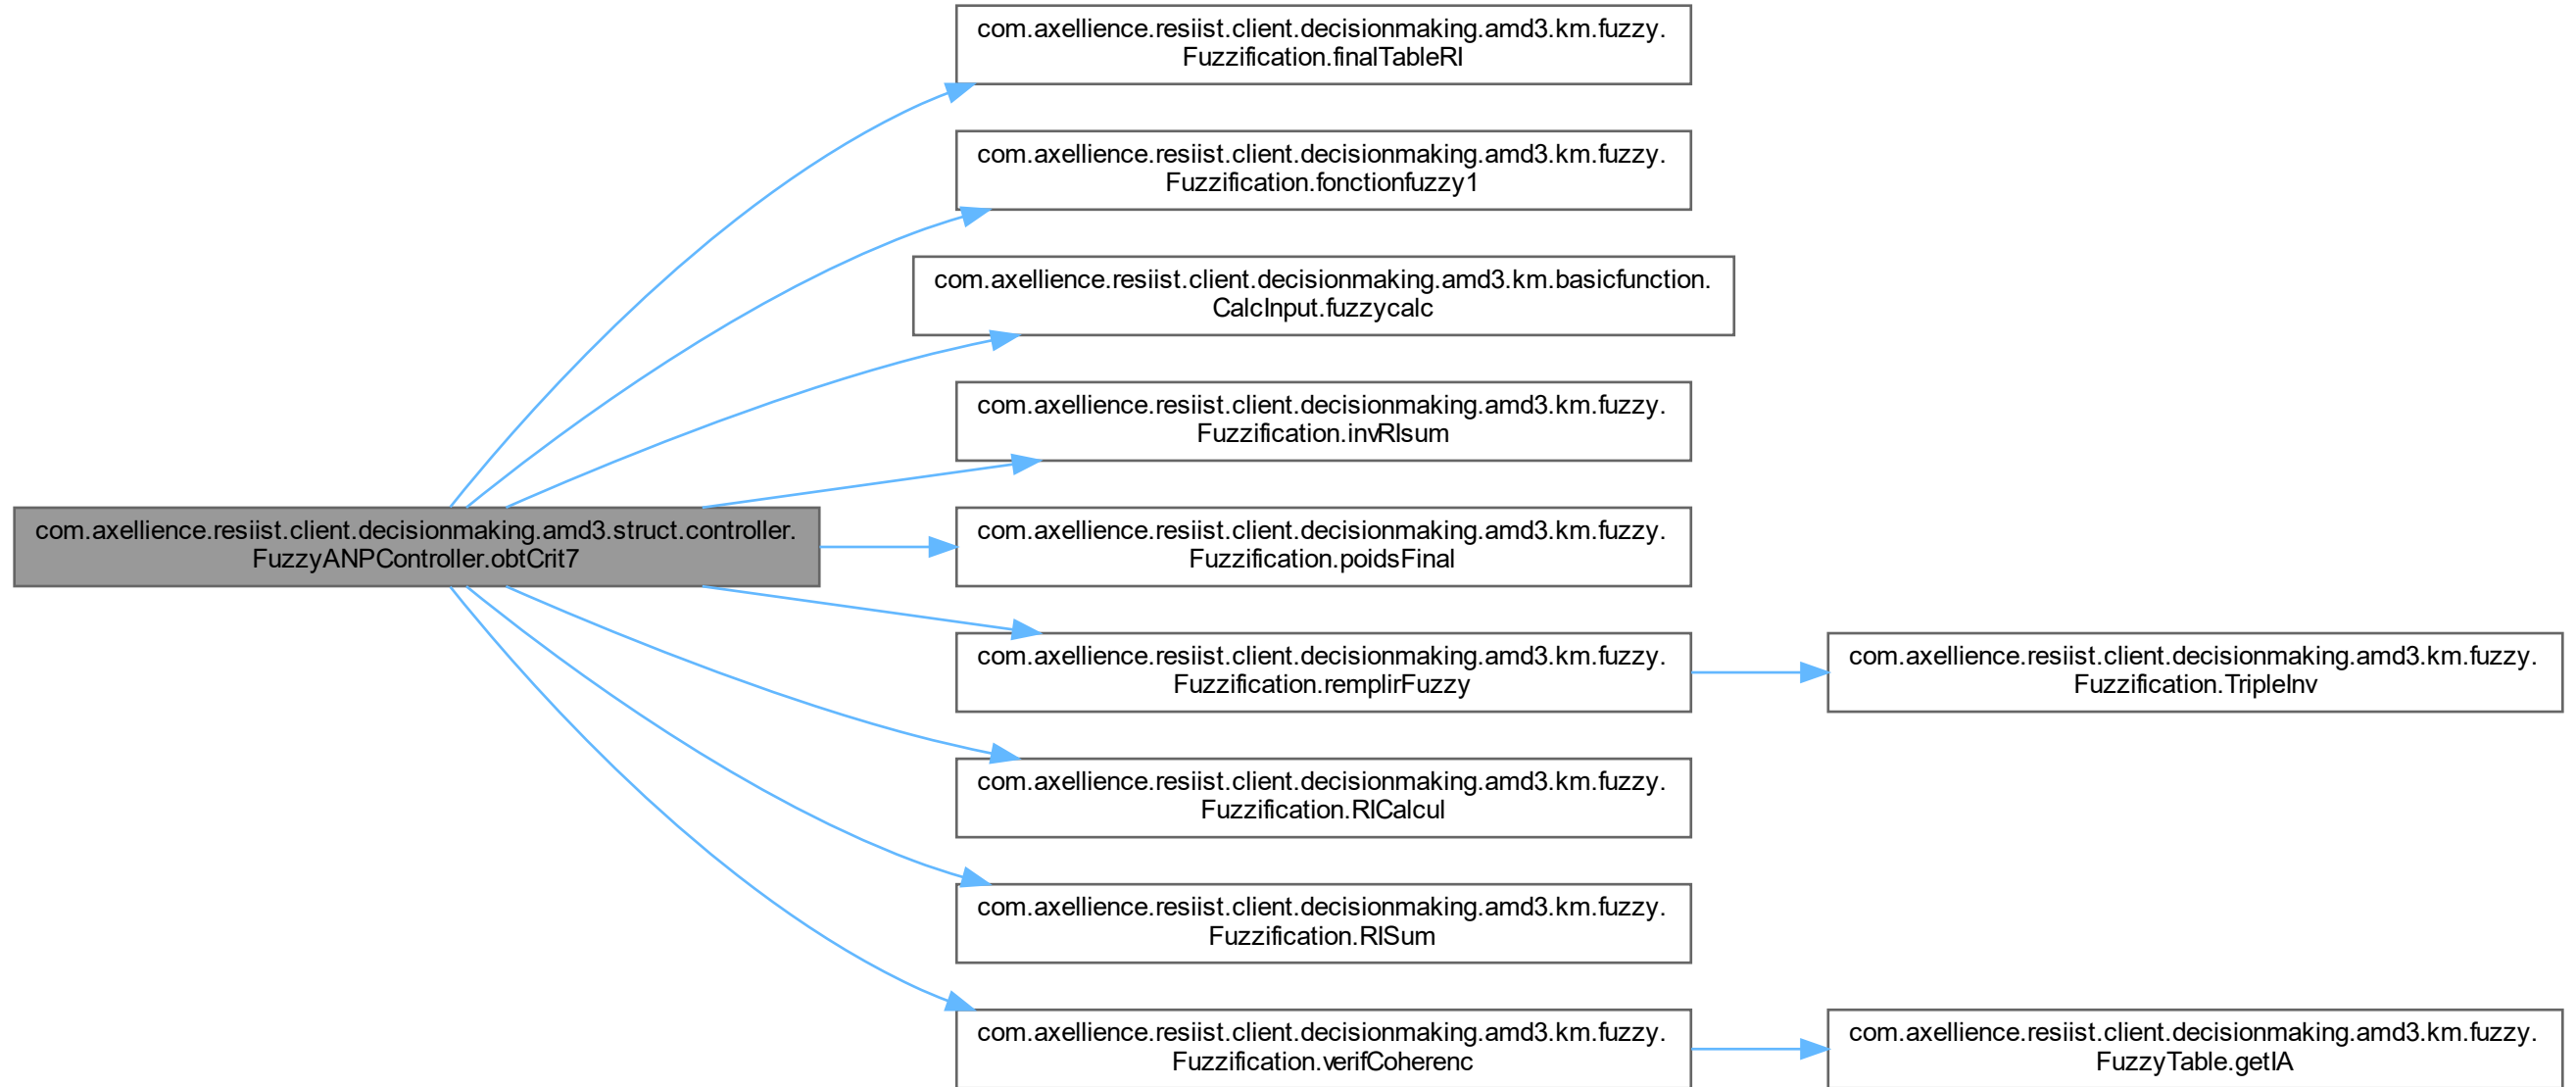 com.axellience.resiist.client.decisionmaking.amd3.struct.controller.
FuzzyANPController.obtCrit7
com.axellience.resiist.client.decisionmaking.amd3.km.fuzzy.
Fuzzification.finalTableRI
com.axellience.resiist.client.decisionmaking.amd3.km.fuzzy.
Fuzzification.fonctionfuzzy1
com.axellience.resiist.client.decisionmaking.amd3.km.basicfunction.
CalcInput.fuzzycalc
com.axellience.resiist.client.decisionmaking.amd3.km.fuzzy.
Fuzzification.invRIsum
com.axellience.resiist.client.decisionmaking.amd3.km.fuzzy.
Fuzzification.poidsFinal
com.axellience.resiist.client.decisionmaking.amd3.km.fuzzy.
Fuzzification.remplirFuzzy
com.axellience.resiist.client.decisionmaking.amd3.km.fuzzy.
Fuzzification.TripleInv
com.axellience.resiist.client.decisionmaking.amd3.km.fuzzy.
Fuzzification.RICalcul
com.axellience.resiist.client.decisionmaking.amd3.km.fuzzy.
Fuzzification.RISum
com.axellience.resiist.client.decisionmaking.amd3.km.fuzzy.
Fuzzification.verifCoherenc
com.axellience.resiist.client.decisionmaking.amd3.km.fuzzy.
FuzzyTable.getIA